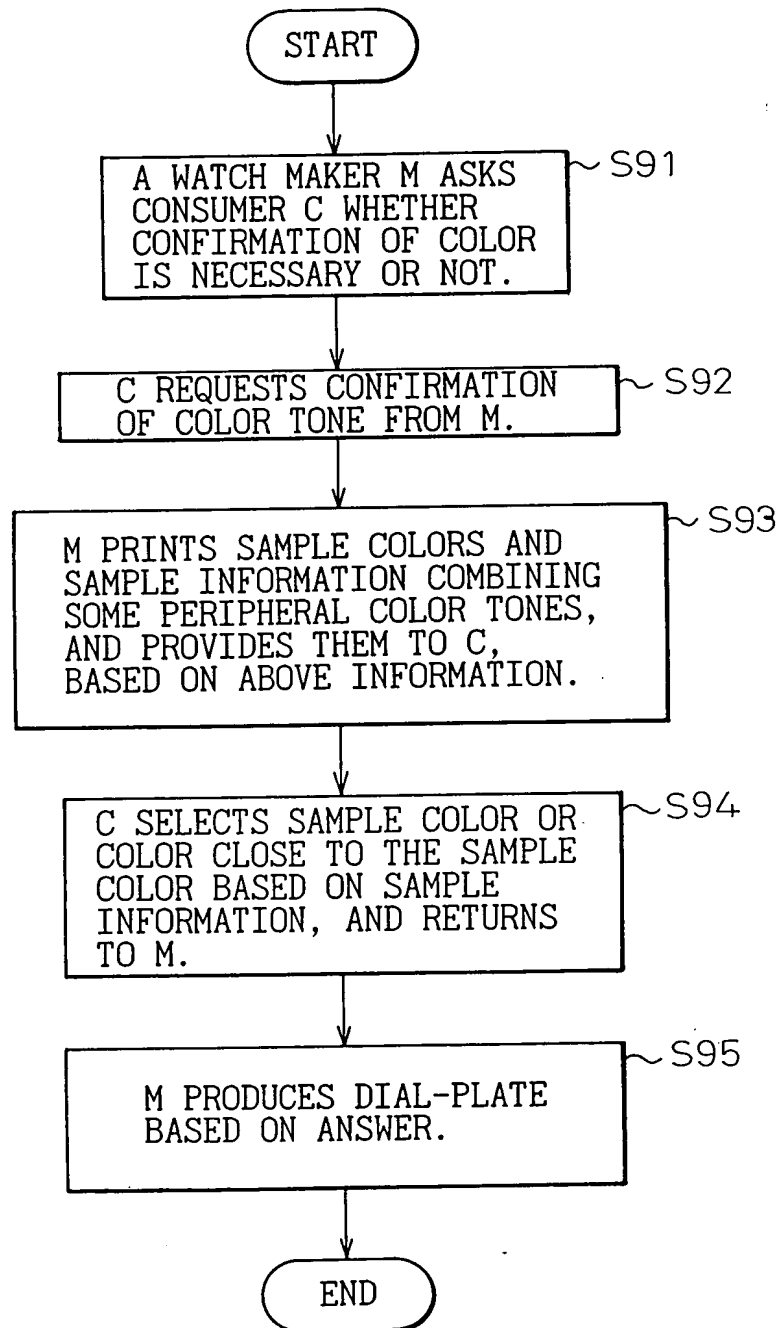 START
A WATCH MAKER M ASKS
CONSUMER C WHETHER
CONFIRMATION OF COLOR
IS NECESSARY OR NOT.
S91
C REQUESTS CONFIRMATION
OF COLOR TONE FROM M.
S92
M PRINTS SAMPLE COLORS AND
SAMPLE INFORMATION COMBINING
SOME PERIPHERAL COLOR TONES,
AND PROVIDES THEM TO C,
BASED ON ABOVE INFORMATION.
S93
C SELECTS SAMPLE COLOR OR
COLOR CLOSE TO THE SAMPLE
COLOR BASED ON SAMPLE
INFORMATION, AND RETURNS
TO M.
S94
M PRODUCES DIAL-PLATE
BASED ON ANSWER.
S95
END